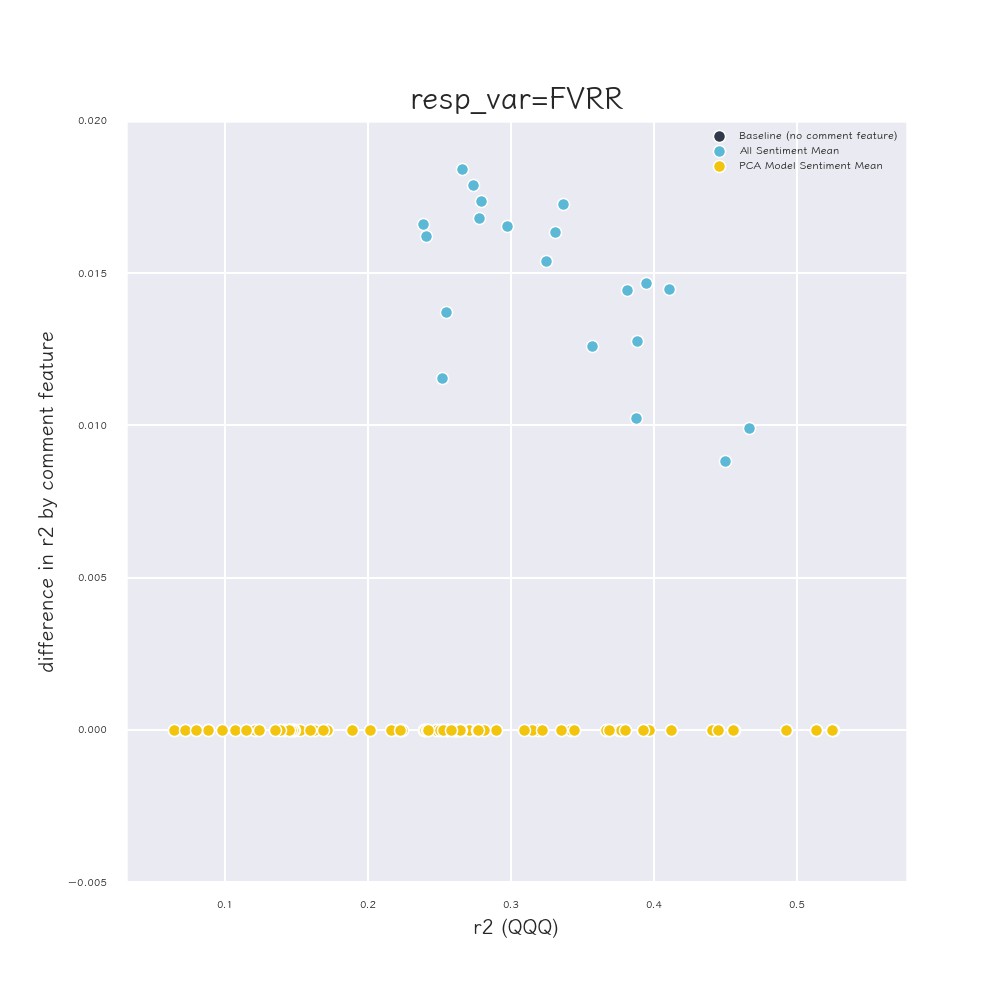 resp_var=FVRR
0.020
Baseline (no comment feature)
All Sentiment Mean
PCA Model Sentiment Mean
0.015
0.010
0.005
0.000
−0.005
difference in r2 by comment feature
0.1 0.2 0.3 0.4 0.5
r2 (QQQ)